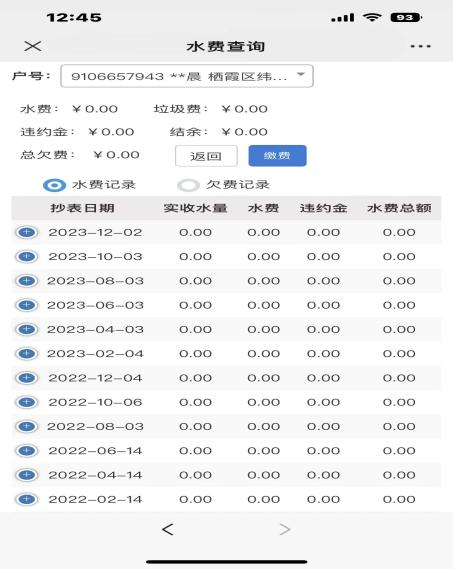 12:45
93
水费查询
户号： 9106657943 **晨 栖霞区纬...
水费： ￥0.00 垃圾费： ￥0.00
违约金： ￥0.00 结余： ￥0.00
总欠费： ￥0.00 返回 缴费
水费记录 欠费记录
抄表日期 实收水量 水费 违约金 水费总额
2023-12-02 0.00 0.00 0.00 0.00
2023-10-03 0.00 0.00 0.00 0.00
2023-08-03 0.00 0.00 0.00 0.00
2023-06-03 0.00 0.00 0.00 0.00
2023-04-03 0.00 0.00 0.00 0.00
2023-02-04 0.00 0.00 0.00 0.00
2022-12-04 0.00 0.00 0.00 0.00
2022-10-06 0.00 0.00 0.00 0.00
2022-08-03 0.00 0.00 0.00 0.00
2022-06-14 0.00 0.00 0.00 0.00
2022-04-14 0.00 0.00 0.00 0.00
2022-02-14 0.00 0.00 0.00 0.00